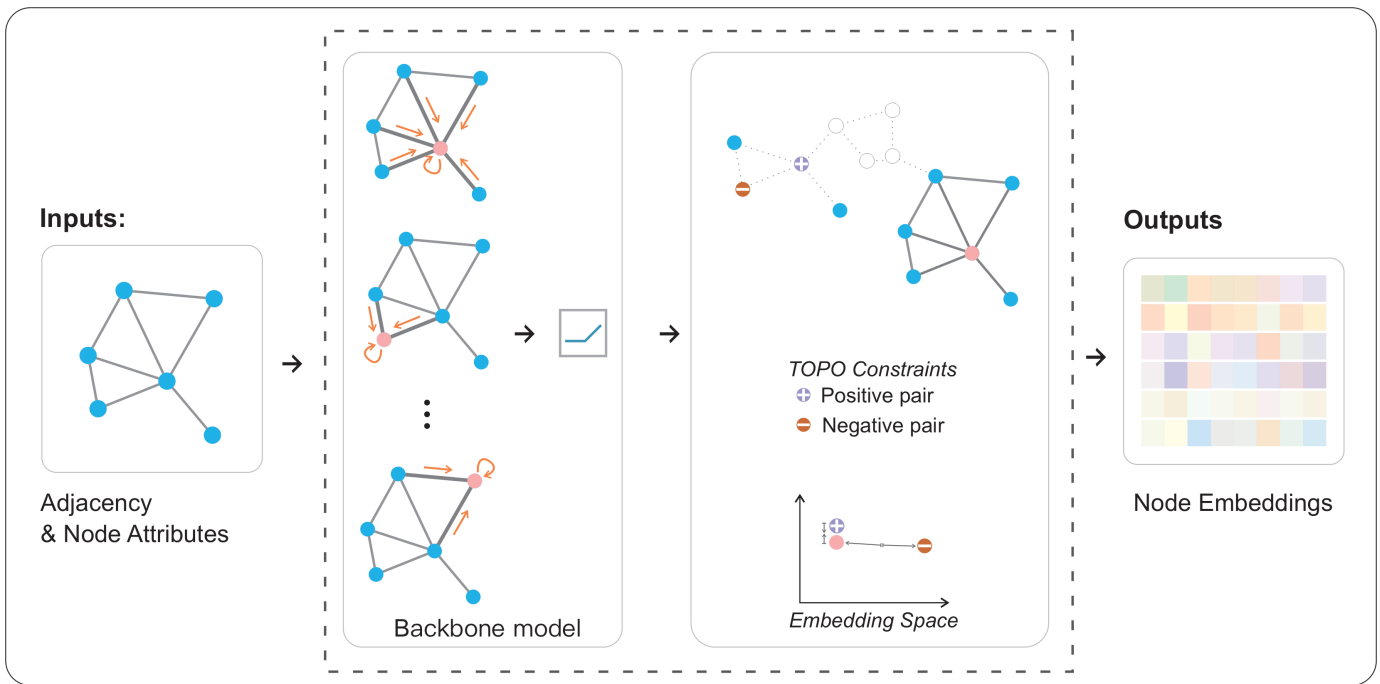 Inputs:
Adjacency
& Node Attributes
Backbone model
TOPO Constraints
Positive pair
Negative pair
Embedding Space
Outputs
Node Embeddings